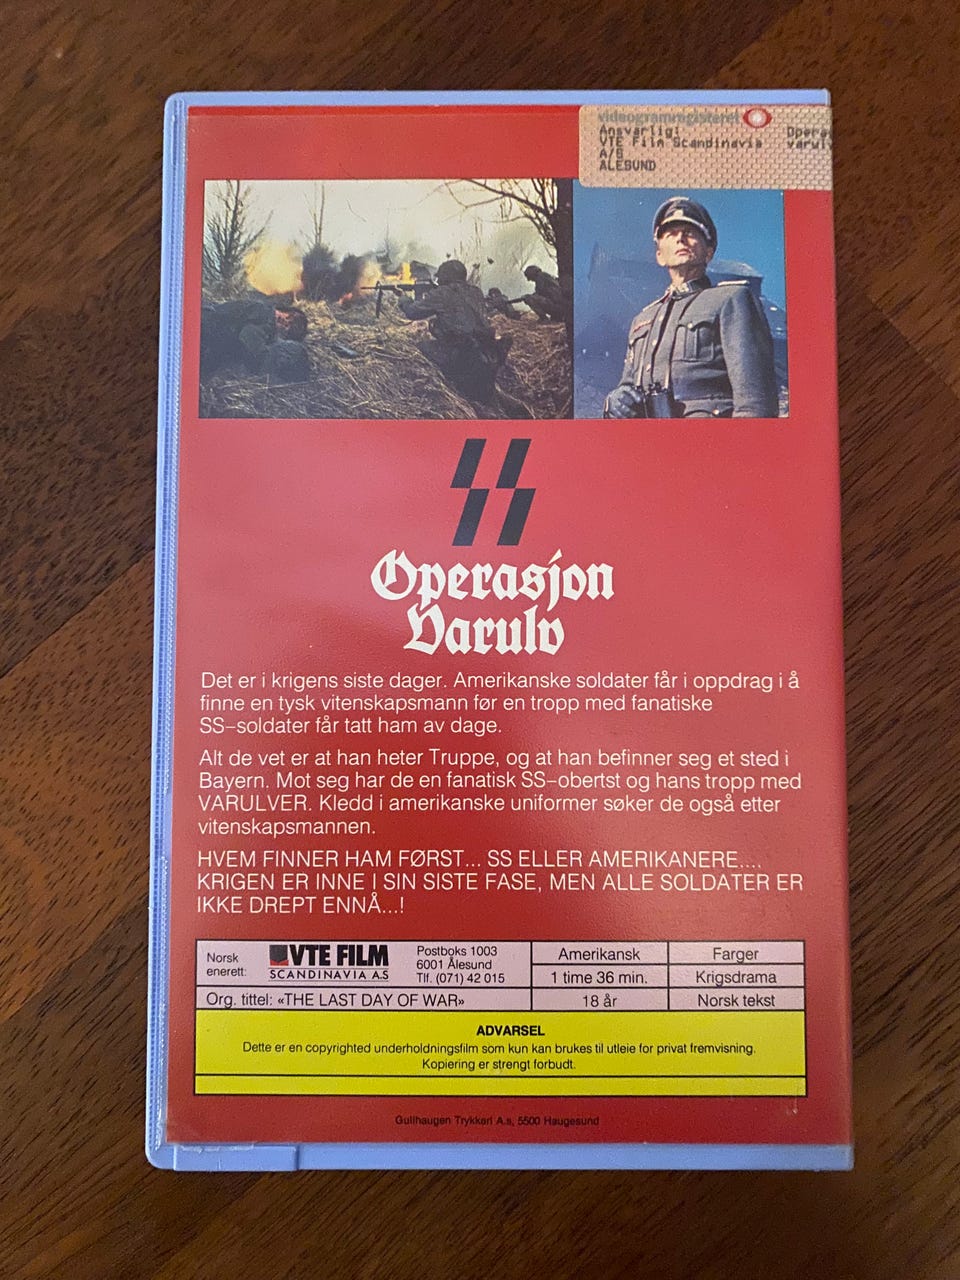 videogramregisteret
Ansvarlig: Opera
VTE Film Scandinavia varulv
A/S
ALESUND
Operasjon
Varulv
Det er i krigens siste dager. Amerikanske soldater får i oppdrag i å
finne en tysk vitenskapsmann før en tropp med fanatiske
SS-soldater får tatt ham av dage.
Alt de vet er at han heter Truppe, og at han befinner seg et sted i
Bayern. Mot seg har de en fanatisk SS-obertst og hans tropp med
VARULVER. Kledd i amerikanske uniformer søker de også etter
vitenskapsmannen.
HVEM FINNER HAM FØRST... SS ELLER AMERIKANERE....
KRIGEN ER INNE I SIN SISTE FASE, MEN ALLE SOLDATER ER
IKKE DREPT ENNÅ...!
Norsk
enerett:
VTE FILM
SCANDINAVIA A.S
Postboks 1003
6001 Ålesund
Tlf. (071) 42 015
Amerikansk Farger
1 time 36 min. Krigsdrama
Org. tittel: «THE LAST DAY OF WAR» 18 år Norsk tekst
ADVARSEL
Dette er en copyrighted underholdningsfilm som kun kan brukes til utleie for privat fremvisning.
Kopiering er strengt forbudt.
Gullhaugen Trykkeri A.s, 5500 Haugesund